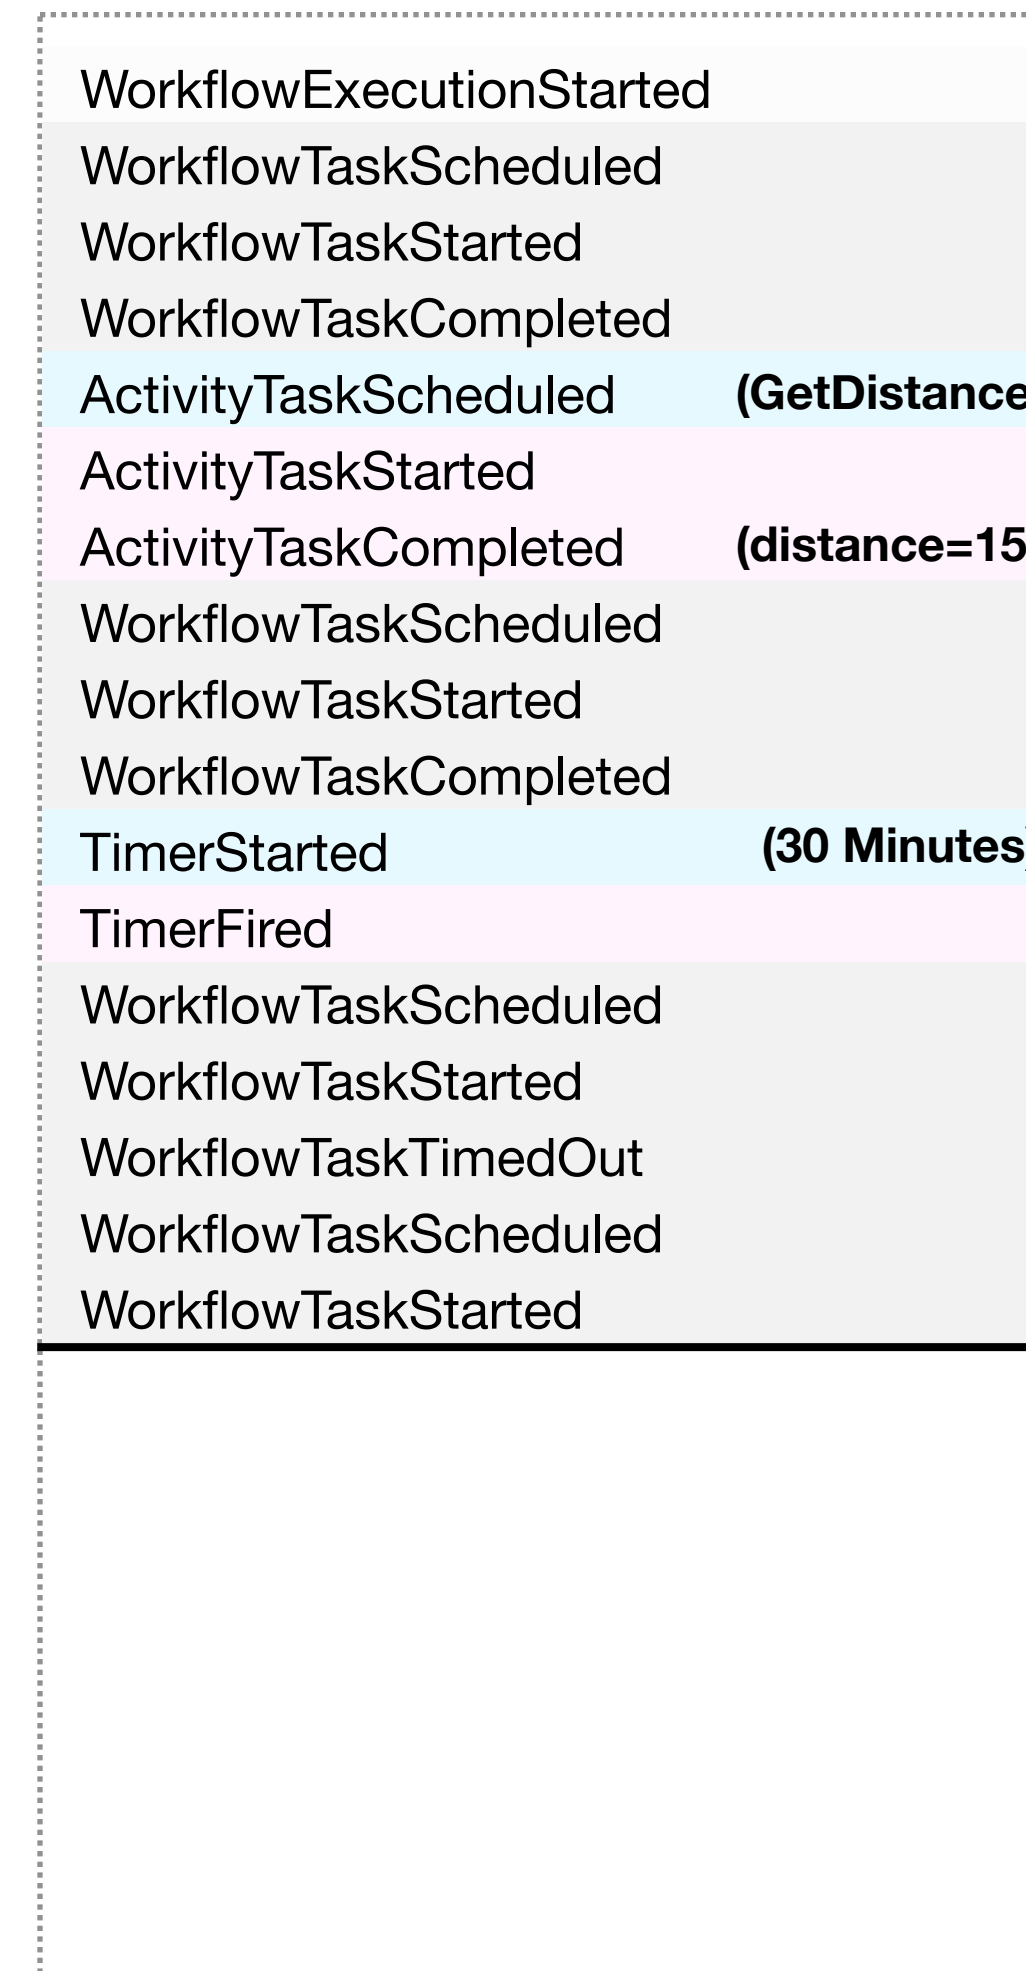 WorkflowExecutionStarted
WorkflowTaskScheduled
WorkflowTaskStarted
WorkflowTaskCompleted
ActivityTaskScheduled (GetDistance
ActivityTaskStarted
ActivityTaskCompleted (distance=15
WorkflowTaskScheduled
WorkflowTaskStarted
WorkflowTaskCompleted
TimerStarted (30 Minutes)
TimerFired
WorkflowTaskScheduled
WorkflowTaskStarted
WorkflowTaskTimedOut
WorkflowTaskScheduled
WorkflowTaskStarted